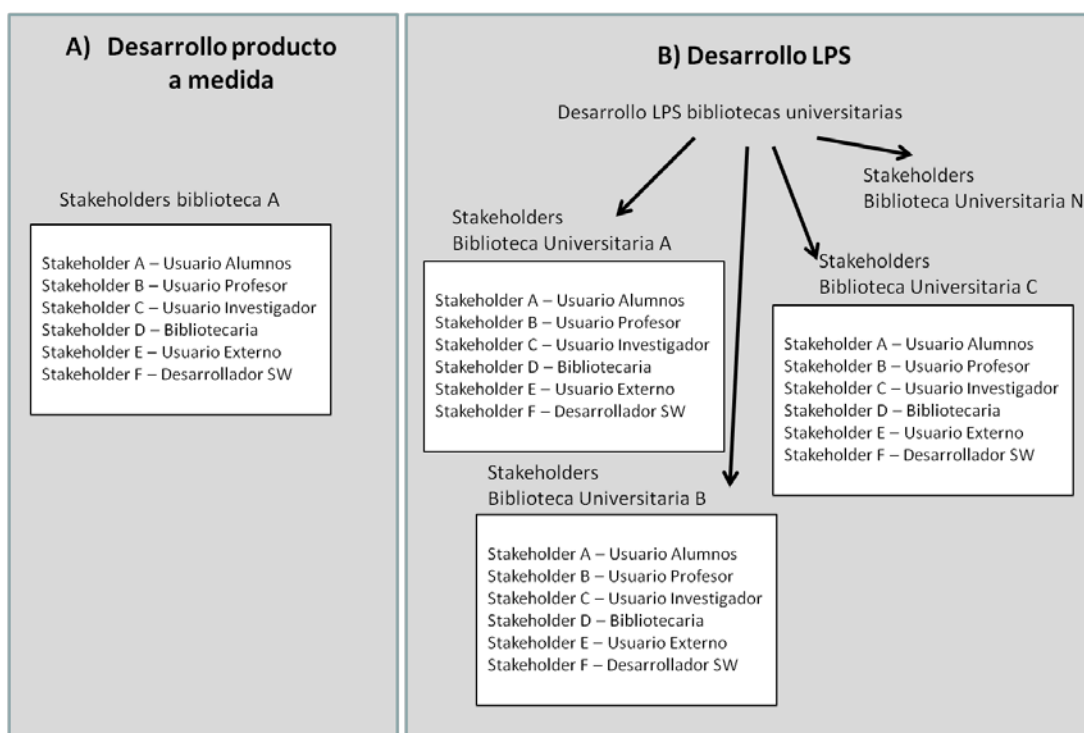 A) Desarrollo producto
a medida
Stakeholders biblioteca A
Stakeholder A – Usuario Alumnos
Stakeholder B – Usuario Profesor
Stakeholder C – Usuario Investigador
Stakeholder D – Bibliotecaria
Stakeholder E – Usuario Externo
Stakeholder F – Desarrollador SW
B) Desarrollo LPS
Desarrollo LPS bibliotecas universitarias
Stakeholders
Biblioteca Universitaria A
Stakeholder A – Usuario Alumnos
Stakeholder B – Usuario Profesor
Stakeholder C – Usuario Investigador
Stakeholder D – Bibliotecaria
Stakeholder E – Usuario Externo
Stakeholder F – Desarrollador SW
Stakeholders
Biblioteca Universitaria B
Stakeholder A – Usuario Alumnos
Stakeholder B – Usuario Profesor
Stakeholder C – Usuario Investigador
Stakeholder D – Bibliotecaria
Stakeholder E – Usuario Externo
Stakeholder F – Desarrollador SW
Stakeholders
Biblioteca Universitaria C
Stakeholder A – Usuario Alumnos
Stakeholder B – Usuario Profesor
Stakeholder C – Usuario Investigador
Stakeholder D – Bibliotecaria
Stakeholder E – Usuario Externo
Stakeholder F – Desarrollador SW
Stakeholders
Biblioteca Universitaria N